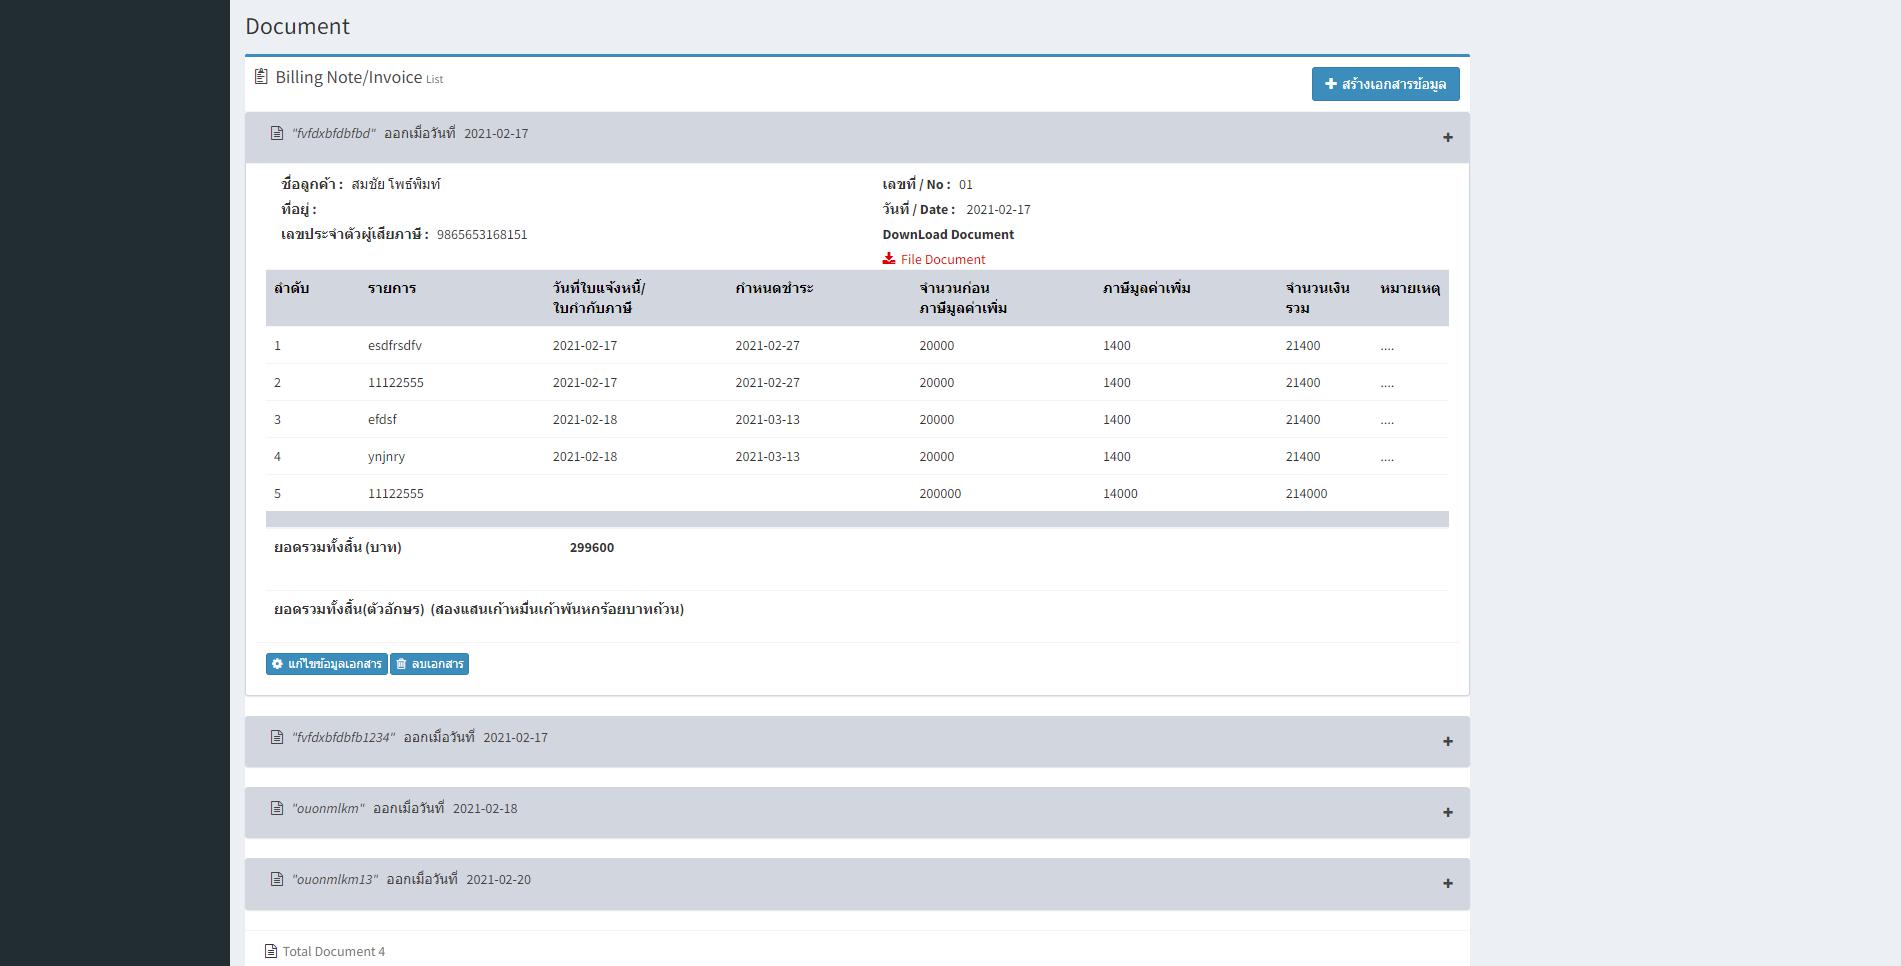 Document
Billing Note/Invoice List
สร้างเอกสารข้อมูล
"fvfdxbfdbfbd" ออกเมื่อวันที่ 2021-02-17
ชื่อลูกค้า : สมชัย โพธ์พิมท์
เลขที่ / No : 01
ที่อยู่ :
วันที่ / Date : 2021-02-17
เลขประจำตัวผู้เสียภาษี : 9865653168151
DownLoad Document
File Document
ลำดับ รายการ วันที่ใบแจ้งหนี้/ กำหนดชำระ จำนวนก่อน ภาษีมูลค่าเพิ่ม จำนวนเงิน หมายเหตุ
ใบกำกับภาษี ภาษีมูลค่าเพิ่ม รวม
1 esdfrsdfv 2021-02-17 2021-02-27 20000 1400 21400 ....
2 11122555 2021-02-17 2021-02-27 20000 1400 21400 ....
3 efdsf 2021-02-18 2021-03-13 20000 1400 21400 ....
4 ynjnry 2021-02-18 2021-03-13 20000 1400 21400 ....
5 11122555 200000 14000 214000
ยอดรวมทั้งสิ้น (บาท) 299600
ยอดรวมทั้งสิ้น(ตัวอักษร) (สองแสนเก้าหมื่นเก้าพันหกร้อยบาทถ้วน)
แก้ไขข้อมูลเอกสาร ลบเอกสาร
"fvfdxbfdbfb1234" ออกเมื่อวันที่ 2021-02-17
"ouonmlkm" ออกเมื่อวันที่ 2021-02-18
"ouonmlkm13" ออกเมื่อวันที่ 2021-02-20
Total Document 4